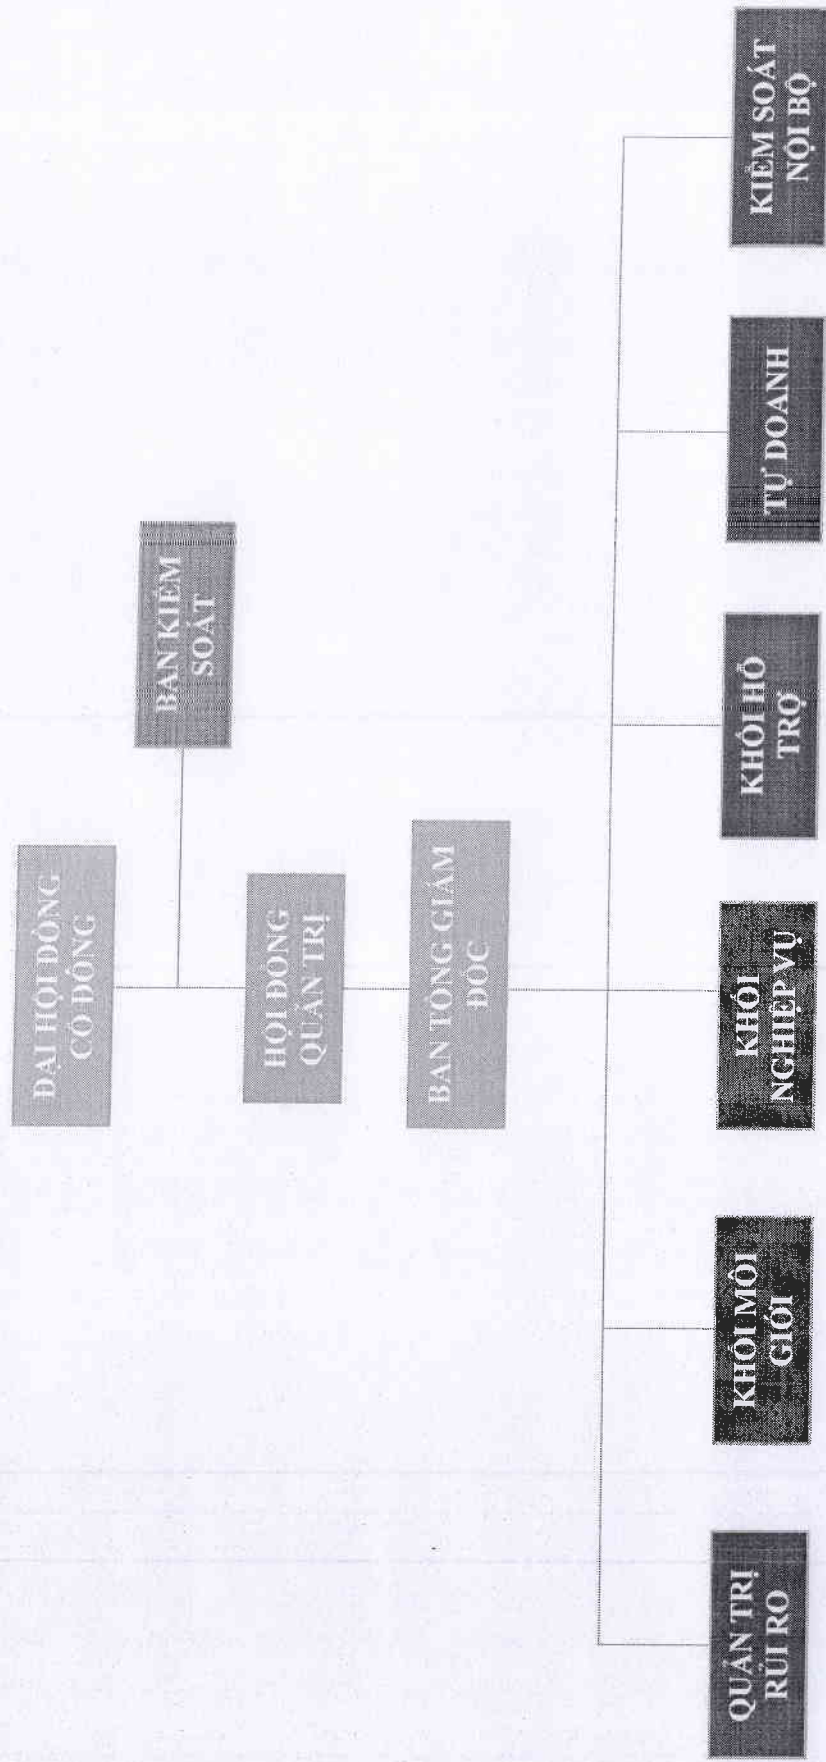 ĐẠI HỘI ĐỒNG
CỔ ĐÔNG
BAN KIỂM
SOÁT
HỘI ĐỒNG
QUẢN TRỊ
BAN TỔNG GIÁM
ĐỐC
QUẢN TRỊ
RỦI RO
KHỐI MÔI
GIỚI
KHỐI
NGHIỆP VỤ
KHỐI HỖ
TRỢ
TỰ DOANH
KIỂM SOÁT
NỘI BỘ